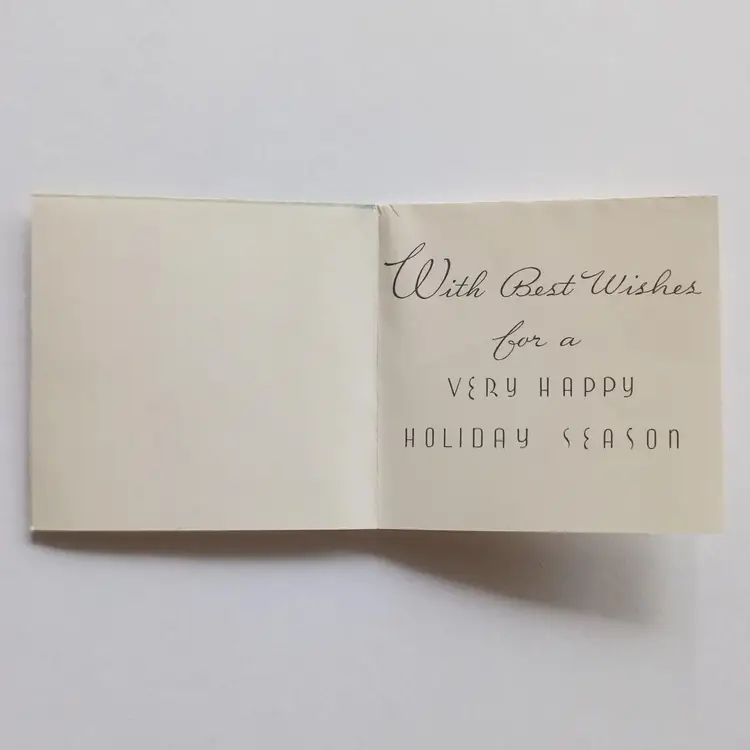 With Best Wishes
for a
VERY HAPPY
HOLIDAY SEASON